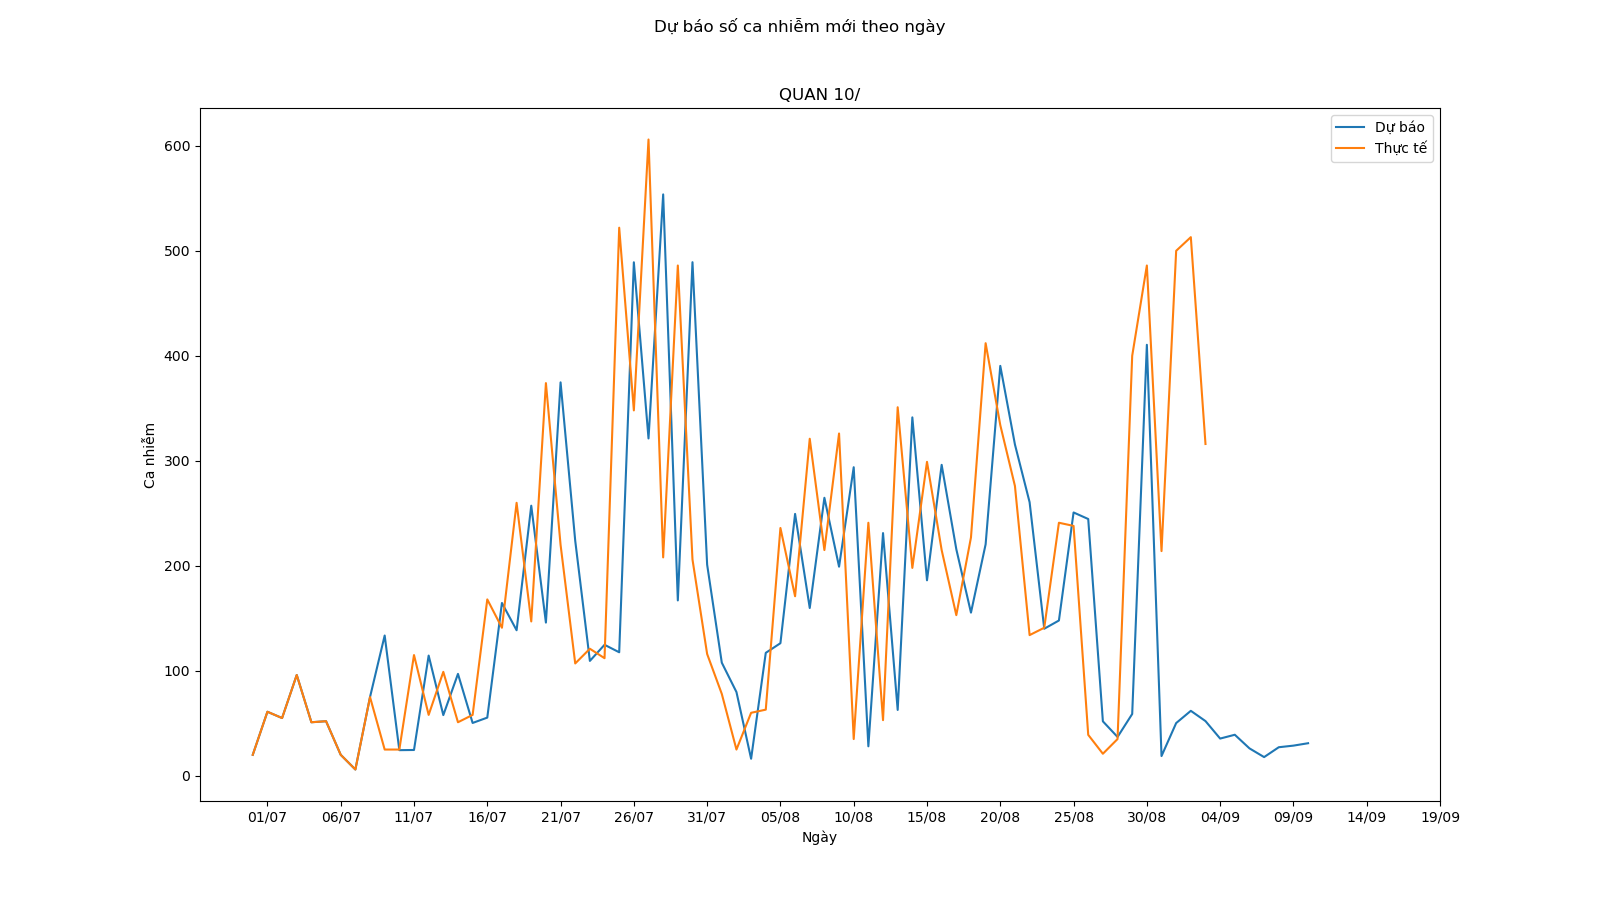 Dự báo số ca nhiễm mới theo ngày
QUAN 10/
Dự báo
Thực tế
600
500
400
300
200
100
0
Ca nhiễm
01/07 06/07 11/07 16/07 21/07 26/07 31/07 05/08 10/08 15/08 20/08 25/08 30/08 04/09 09/09 14/09 19/09
Ngày